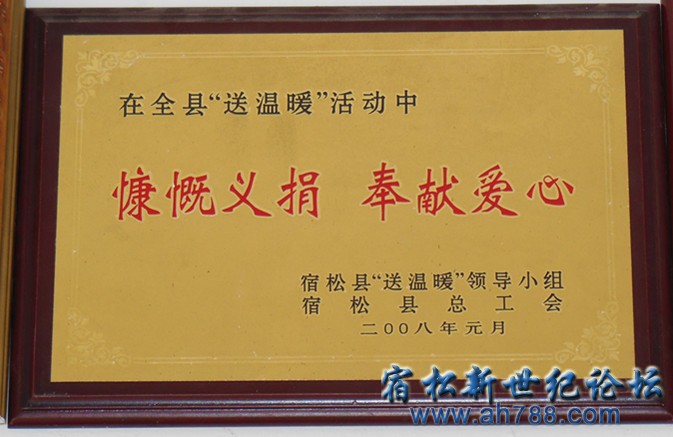 在全县“送温暖”活动中
慷慨义捐 奉献爱心
宿松县“送温暖”领导小组
宿松县总工会
二00八年元月
宿松新世纪论坛
www.ah788.com